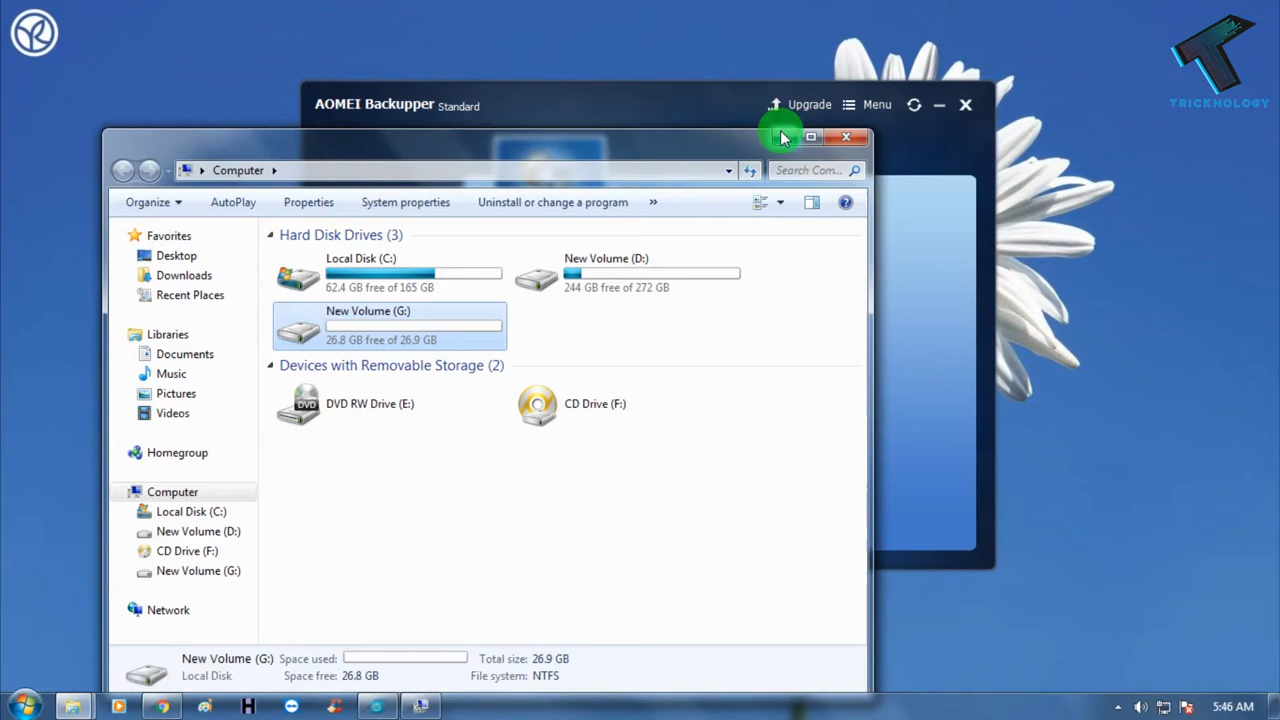 TRICKNOLOGY
AOMEI Backupper Standard
Upgrade
Menu
Computer
Search Com...
Organize
AutoPlay
Properties
System properties
Uninstall or change a program
»
Favorites
Desktop
Downloads
Recent Places
Libraries
Documents
Music
Pictures
Videos
Homegroup
Computer
Local Disk (C:)
New Volume (D:)
CD Drive (F:)
New Volume (G:)
Network
Hard Disk Drives (3)
Local Disk (C:)
62.4 GB free of 165 GB
New Volume (D:)
244 GB free of 272 GB
New Volume (G:)
26.8 GB free of 26.9 GB
Devices with Removable Storage (2)
DVD
DVD RW Drive (E:)
CD Drive (F:)
New Volume (G:) Space used: Total size: 26.9 GB
Local Disk Space free: 26.8 GB File system: NTFS
H
5:46 AM